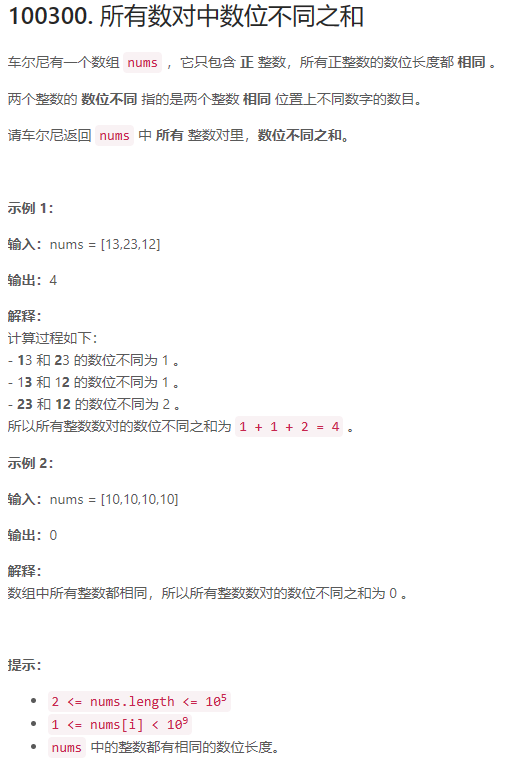 100300. 所有数对中数位不同之和
车尔尼有一个数组 nums ，它只包含 正 整数，所有正整数的数位长度都 相同 。
两个整数的 数位不同 指的是两个整数 相同 位置上不同数字的数目。
请车尔尼返回 nums 中 所有 整数对里，数位不同之和。
示例 1：
输入：nums = [13,23,12]
输出：4
解释：
计算过程如下：
- 13 和 23 的数位不同为 1 。
- 13 和 12 的数位不同为 1 。
- 23 和 12 的数位不同为 2 。
所以所有整数数对的数位不同之和为 1 + 1 + 2 = 4 。
示例 2：
输入：nums = [10,10,10,10]
输出：0
解释：
数组中所有整数都相同，所以所有整数数对的数位不同之和为 0 。
提示：
• 2 <= nums.length <= 10⁵
• 1 <= nums[i] < 10⁹
• nums 中的整数都有相同的数位长度。